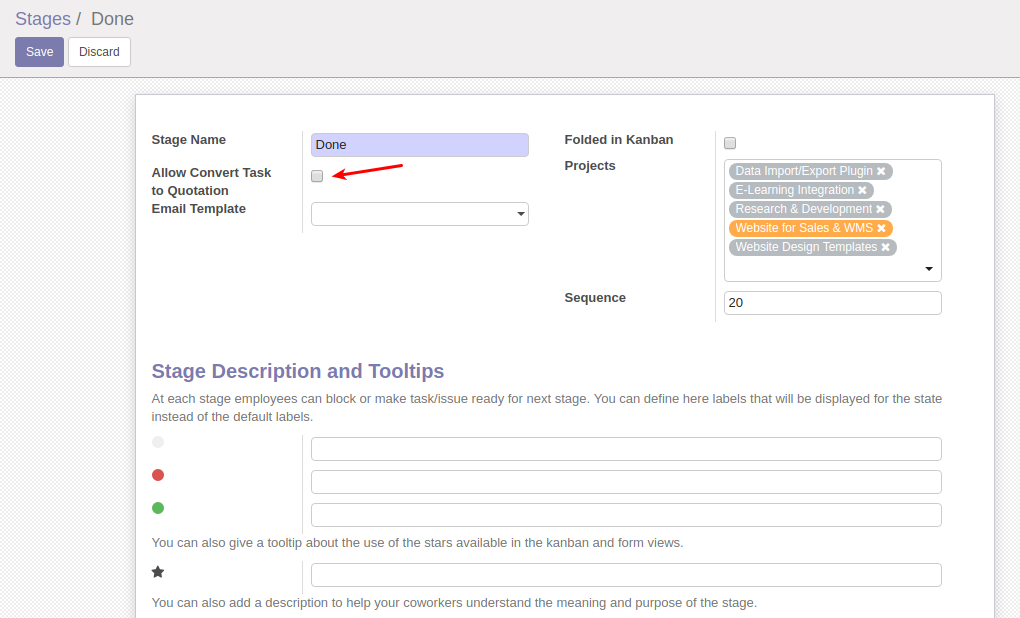 Stages / Done
Save Discard
Stage Name
Done
Allow Convert Task
to Quotation
Email Template
Folded in Kanban
Projects
Data Import/Export Plugin ✖
E-Learning Integration ✖
Research & Development ✖
Website for Sales & WMS ✖
Website Design Templates ✖
Sequence
20
Stage Description and Tooltips
At each stage employees can block or make task/issue ready for next stage. You can define here labels that will be displayed for the state
instead of the default labels.
You can also give a tooltip about the use of the stars available in the kanban and form views.
You can also add a description to help your coworkers understand the meaning and purpose of the stage.